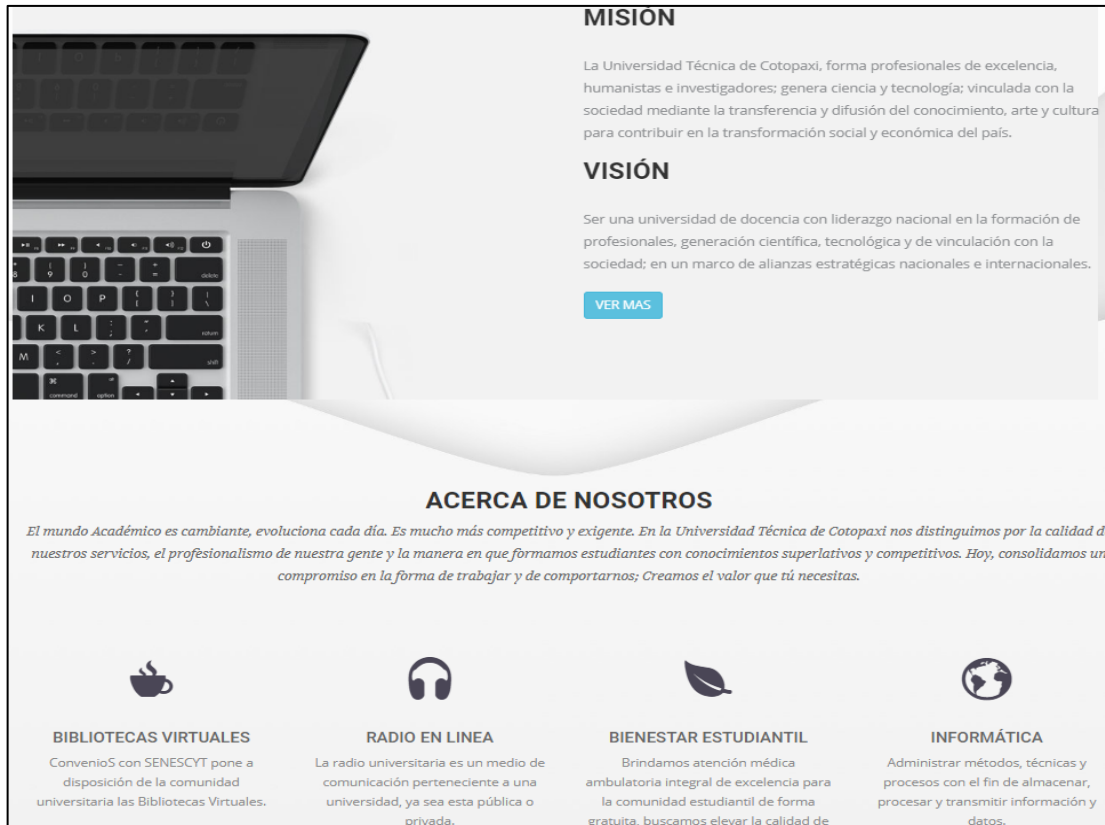 MISIÓN
La Universidad Técnica de Cotopaxi, forma profesionales de excelencia,
humanistas e investigadores; genera ciencia y tecnología; vinculada con la
sociedad mediante la transferencia y difusión del conocimiento, arte y cultura
para contribuir en la transformación social y económica del país.
VISIÓN
Ser una universidad de docencia con liderazgo nacional en la formación de
profesionales, generación científica, tecnológica y de vinculación con la
sociedad; en un marco de alianzas estratégicas nacionales e internacionales.
VER MAS
delete
I O P
K L
return
M
shift
command option
ACERCA DE NOSOTROS
El mundo Académico es cambiante, evoluciona cada día. Es mucho más competitivo y exigente. En la Universidad Técnica de Cotopaxi nos distinguimos por la calidad
nuestros servicios, el profesionalismo de nuestra gente y la manera en que formamos estudiantes con conocimientos superlativos y competitivos. Hoy, consolidamos un
compromiso en la forma de trabajar y de comportarnos; Creamos el valor que tú necesitas.
BIBLIOTECAS VIRTUALES
ConvenioS con SENESCYT pone a
disposición de la comunidad
universitaria las Bibliotecas Virtuales.
RADIO EN LINEA
La radio universitaria es un medio de
comunicación perteneciente a una
universidad, ya sea esta pública o
privada.
BIENESTAR ESTUDIANTIL
Brindamos atención médica
ambulatoria integral de excelencia para
la comunidad estudiantil de forma
gratuita, buscamos elevar la calidad de
INFORMÁTICA
Administrar métodos, técnicas y
procesos con el fin de almacenar,
procesar y transmitir información y
datos.